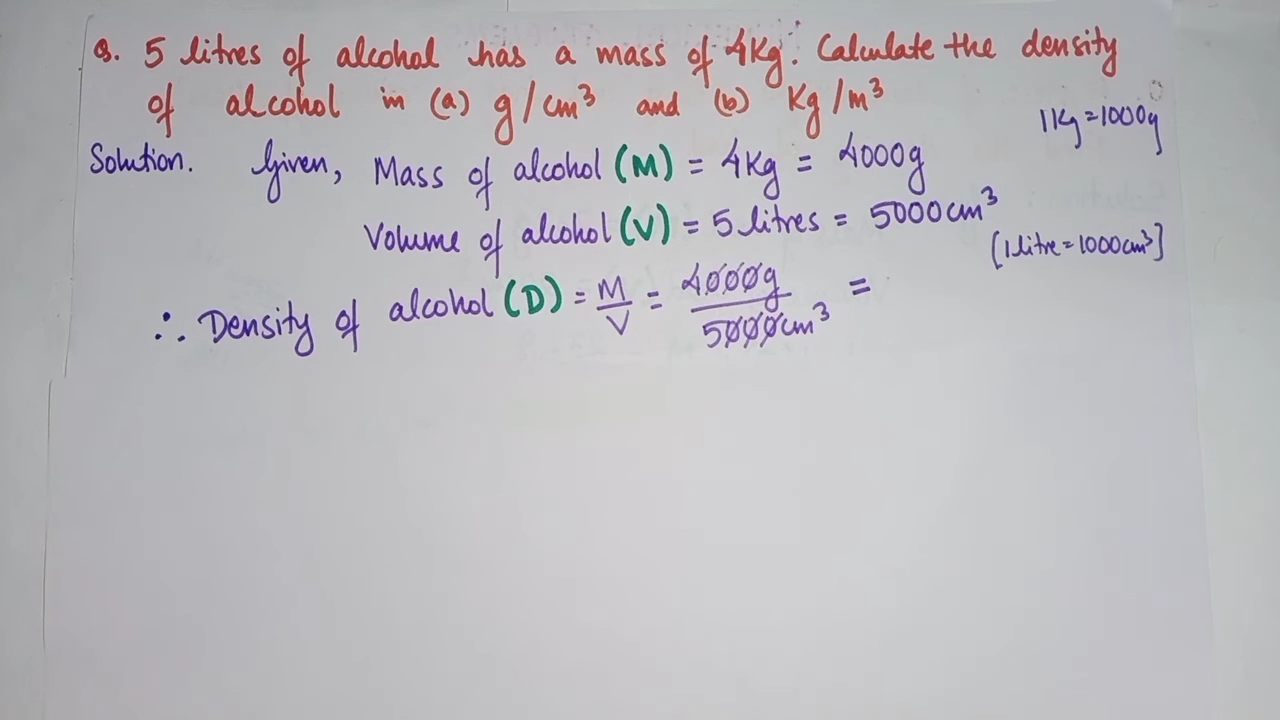 Q. 5 litres of alcohol has a mass of 4Kg. Calculate the density
of alcohol in (a) g/cm³ and (b) Kg/m³
1Kg = 1000g
Solution. Given, Mass of alcohol (M) = 4Kg = 4000g
Volume of alcohol (V) = 5 litres = 5000cm³
[1 litre = 1000cm³]
∴ Density of alcohol (D) = M/V = 4000g/5000cm³ =